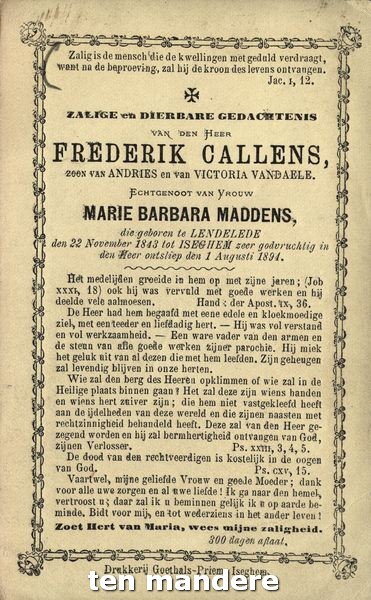 Zalig is de mensch die de kwellingen met geduld verdraagt,
want na de beproeving, zal hij de kroon des levens ontvangen.
Jac. I, 12.
ZALIGE en DIERBARE GEDACHTENIS
VAN DEN HEER
FREDERIK CALLENS,
ZOON VAN ANDRIES en van VICTORIA VANDAELE.
ECHTGENOOT VAN VROUW
MARIE BARBARA MADDENS,
die geboren te LENDELEDE
den 22 November 1843 tot ISEGHEM zeer godvruchtig in
den Heer ontsliep den 1 Augusti 1894.
Het medelijden groeide in hem op met zijne jaren; (Job
XXXI, 18) ook hij was vervuld met goede werken en hij
deelde vele aalmoesen. Hand: der Apost. IX, 36.
De Heer had hem begaafd met eene edele en kloekmoedige
ziel, met een teeder en liefdadig hert. — Hij was vol verstand
en vol werkzaamheid. — Een ware vader van den armen en
de steun van alle goede werken zijner parochie. Hij miek
het geluk uit van al dezen die met hem leefden. Zijn geheugen
zal levendig blijven in onze herten.
Wie zal den berg des Heeren opklimmen of wie zal in de
Heilige plaats binnen gaan? Het zal deze zijn wiens handen
en wiens hert zuiver zijn; die hem niet vastgekleefd heeft
aan de ijdelheden van deze wereld en die zijnen naasten met
rechtzinnigheid behandeld heeft. Deze zal van den Heer ge-
zegend worden en hij zal bermhertigheid ontvangen van God,
zijnen Verlosser. Ps. XXIII, 3, 4, 5.
De dood van den rechtveerdigen is kostelijk in de oogen
van God. Ps. CXV, 15.
Vaartwel, mijne geliefde Vrouw en goede Moeder; dank
voor alle uwe zorgen en al uwe liefde! Ik ga naar den hemel,
vertroost u; daar zal ik u beminnen gelijk ik u op aarde be-
minde. Bidt voor mij, en tot wederziens in het ander leven!
Zoet Hert van Maria, wees mijne zaligheid.
300 dagen aflaat.
Drukkerij Goethals-Priem, Iseghem.
ten mandere